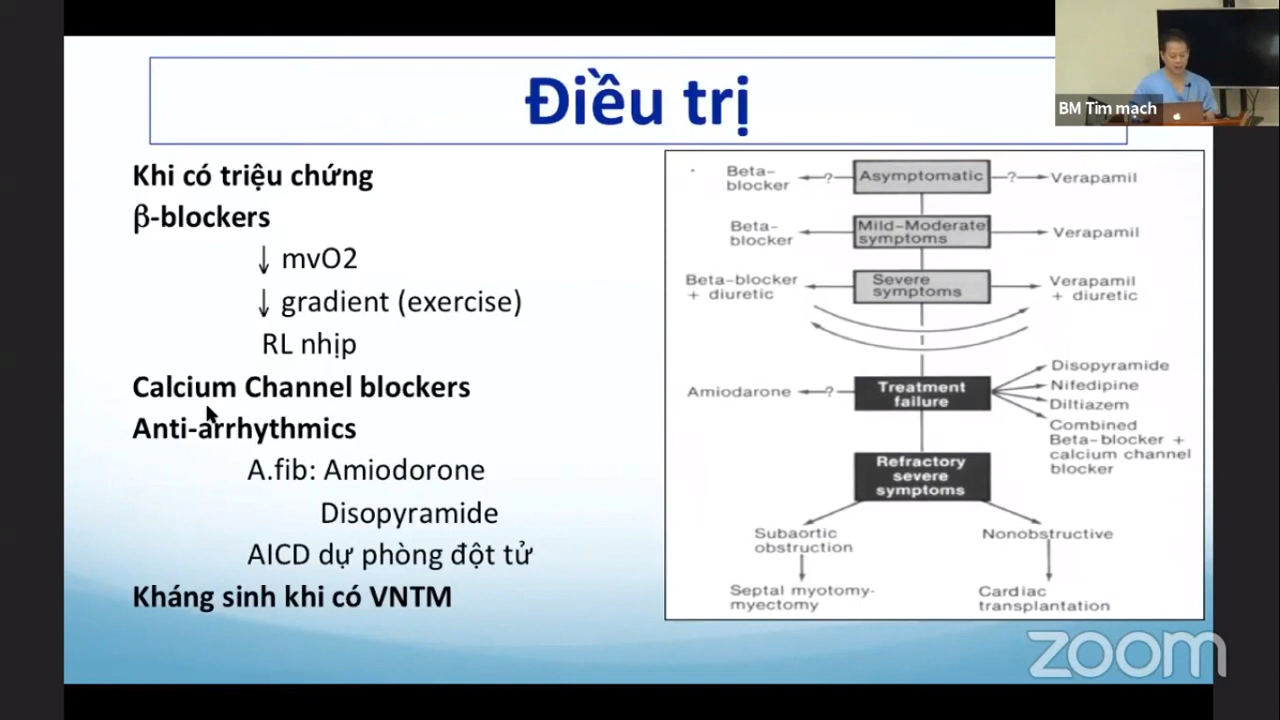 Điều trị
BM Tim mạch
Khi có triệu chứng
β-blockers
↓ mvO2
↓ gradient (exercise)
RL nhịp
Calcium Channel blockers
Anti-arrhythmics
A.fib: Amiodorone
Disopyramide
AICD dự phòng đột tử
Kháng sinh khi có VNTM
Beta-
blocker
?
Asymptomatic
?
Verapamil
Beta-
blocker
Mild-Moderate
symptoms
Verapamil
Beta-blocker
+ diuretic
Severe
symptoms
Verapamil
+ diuretic
Amiodarone
?
Treatment
failure
Disopyramide
Nifedipine
Diltiazem
Combined
Beta-blocker +
calcium channel
blocker
Refractory
severe
symptoms
Subaortic
obstruction
Nonobstructive
Septal myotomy-
myectomy
Cardiac
transplantation
zoom